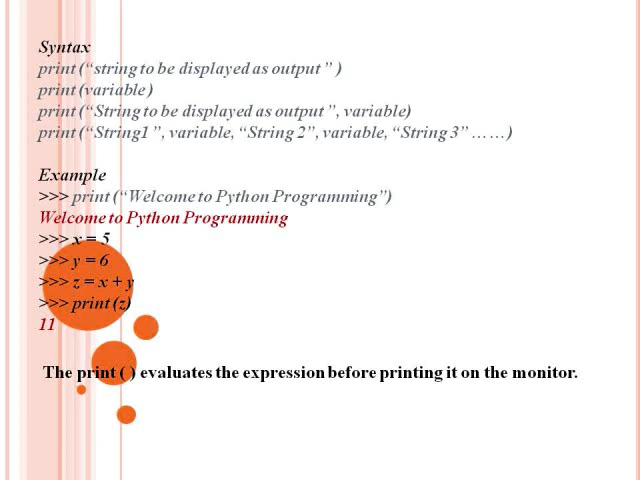 Syntax
print (“string to be displayed as output ” )
print (variable )
print (“String to be displayed as output ”, variable)
print (“String1 ”, variable, “String 2”, variable, “String 3” ……)
Example
>>> print (“Welcome to Python Programming”)
Welcome to Python Programming
>>> x = 5
>>> y = 6
>>> z = x + y
>>> print (z)
11
The print ( ) evaluates the expression before printing it on the monitor.